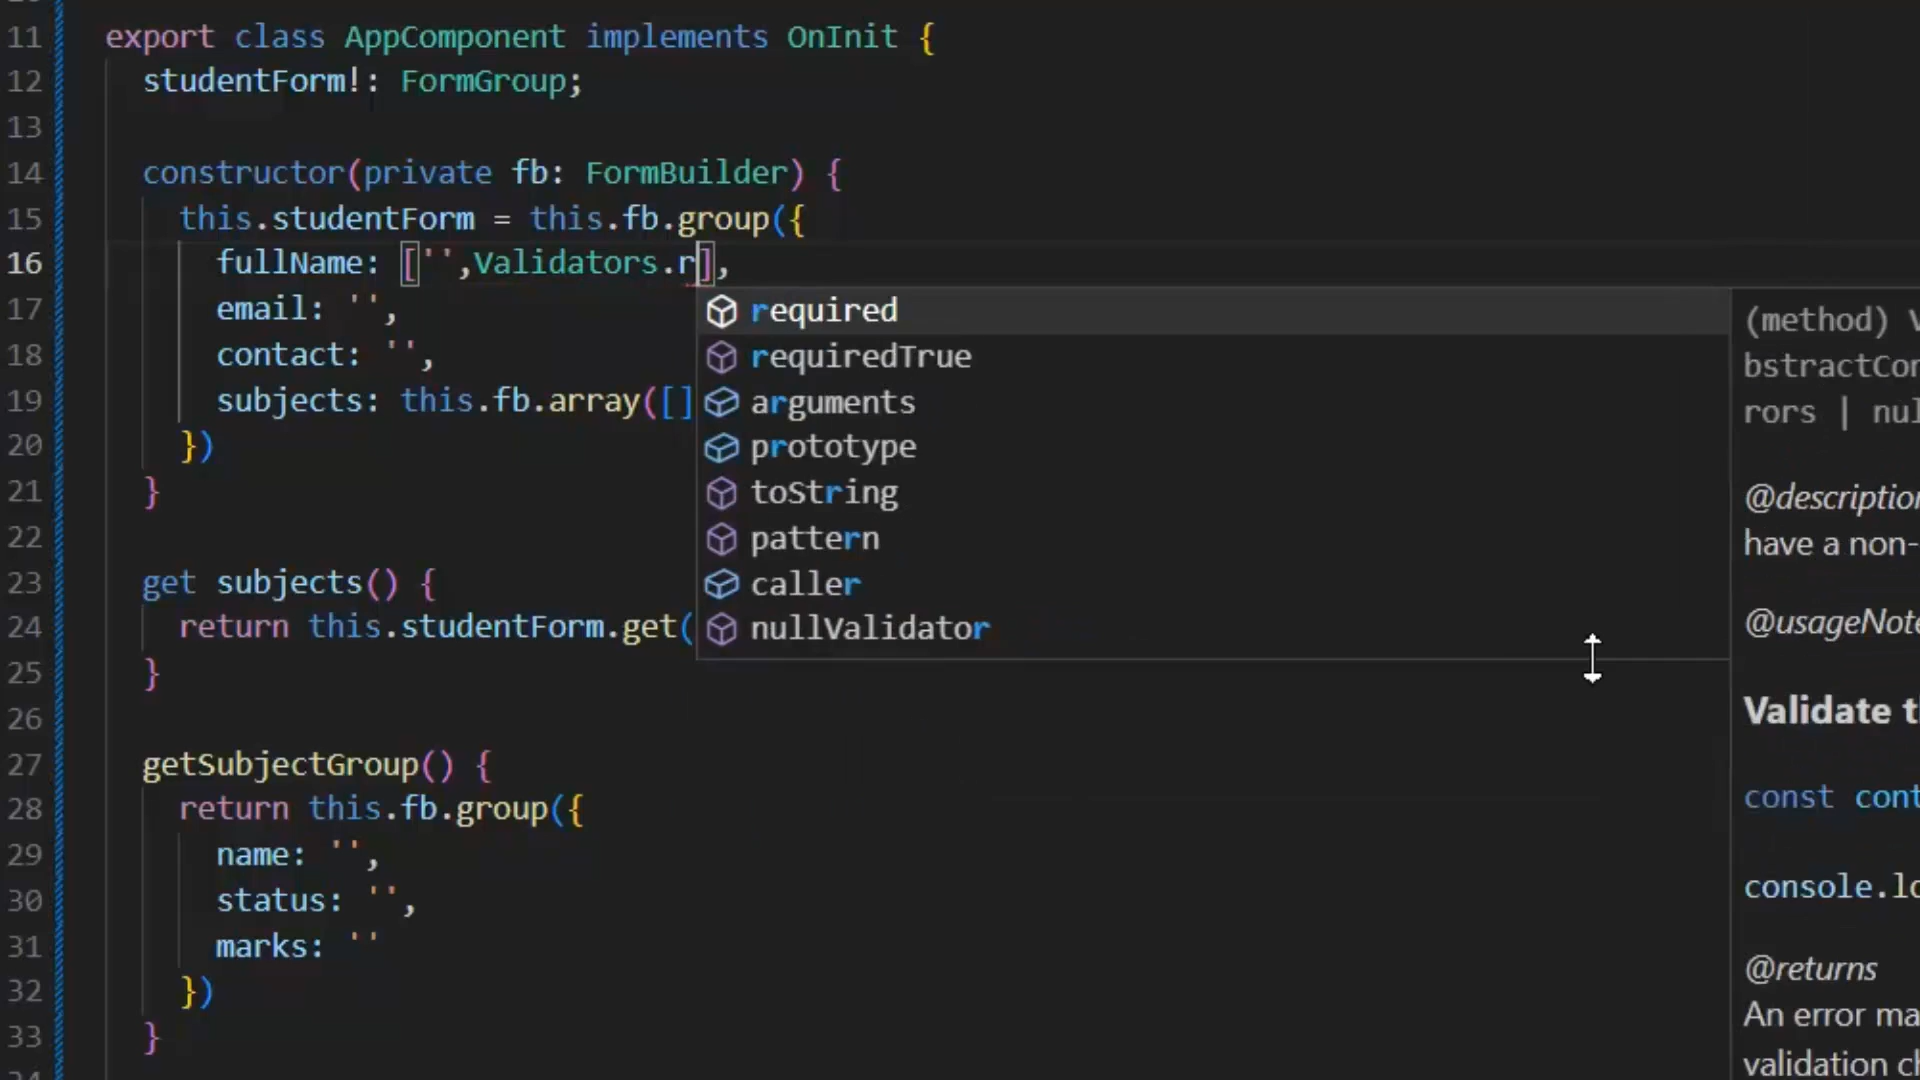 11 export class AppComponent implements OnInit {
12 studentForm!: FormGroup;
13
14 constructor(private fb: FormBuilder) {
15 this.studentForm = this.fb.group({
16 fullName: ['',Validators.r],
17 email: '',
18 contact: '',
19 subjects: this.fb.array([]
20 })
21 }
22
23 get subjects() {
24 return this.studentForm.get(
25 }
26
27 getSubjectGroup() {
28 return this.fb.group({
29 name: '',
30 status: '',
31 marks: ''
32 })
33 }
required
requiredTrue
arguments
prototype
toString
pattern
caller
nullValidator
(method) V
bstractCon
rors | nul
@description
have a non-
@usageNote
Validate t
const cont
console.lo
@returns
An error ma
validation ch